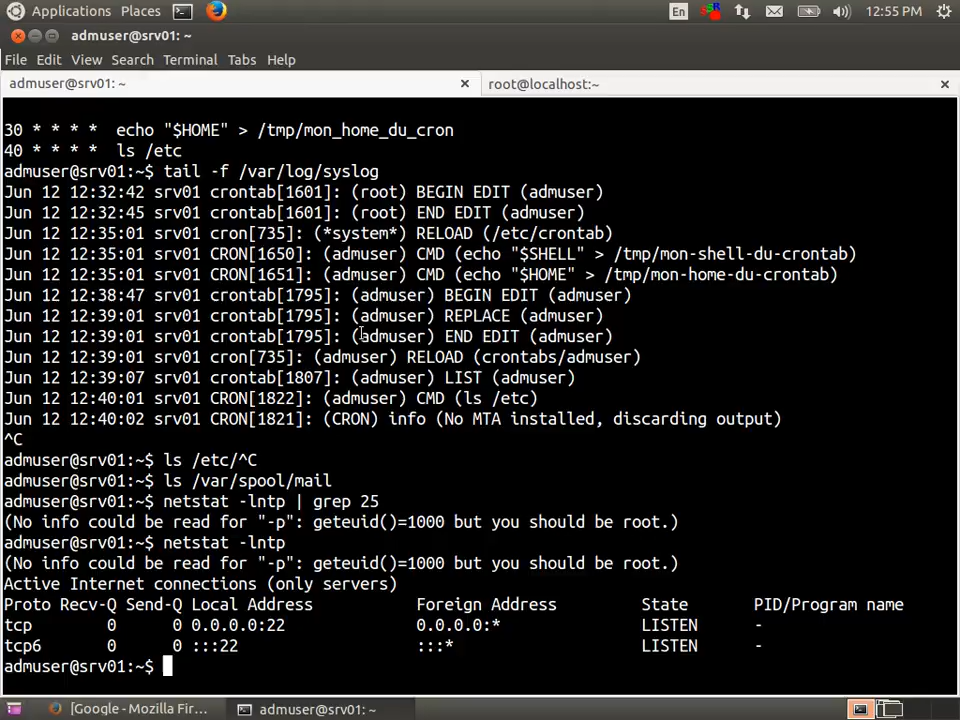 Applications Places En 12:55 PM
admuser@srv01: ~
File Edit View Search Terminal Tabs Help
admuser@srv01: ~ × root@localhost:~ ×
30 * * * *  echo "$HOME" > /tmp/mon_home_du_cron
40 * * * *  ls /etc
admuser@srv01:~$ tail -f /var/log/syslog
Jun 12 12:32:42 srv01 crontab[1601]: (root) BEGIN EDIT (admuser)
Jun 12 12:32:45 srv01 crontab[1601]: (root) END EDIT (admuser)
Jun 12 12:35:01 srv01 cron[735]: (*system*) RELOAD (/etc/crontab)
Jun 12 12:35:01 srv01 CRON[1650]: (admuser) CMD (echo "$SHELL" > /tmp/mon-shell-du-crontab)
Jun 12 12:35:01 srv01 CRON[1651]: (admuser) CMD (echo "$HOME" > /tmp/mon-home-du-crontab)
Jun 12 12:38:47 srv01 crontab[1795]: (admuser) BEGIN EDIT (admuser)
Jun 12 12:39:01 srv01 crontab[1795]: (admuser) REPLACE (admuser)
Jun 12 12:39:01 srv01 crontab[1795]: (admuser) END EDIT (admuser)
Jun 12 12:39:01 srv01 cron[735]: (admuser) RELOAD (crontabs/admuser)
Jun 12 12:39:07 srv01 crontab[1807]: (admuser) LIST (admuser)
Jun 12 12:40:01 srv01 CRON[1822]: (admuser) CMD (ls /etc)
Jun 12 12:40:02 srv01 CRON[1821]: (CRON) info (No MTA installed, discarding output)
^C
admuser@srv01:~$ ls /etc/^C
admuser@srv01:~$ ls /var/spool/mail
admuser@srv01:~$ netstat -lntp | grep 25
(No info could be read for "-p": geteuid()=1000 but you should be root.)
admuser@srv01:~$ netstat -lntp
(No info could be read for "-p": geteuid()=1000 but you should be root.)
Active Internet connections (only servers)
Proto Recv-Q Send-Q Local Address           Foreign Address         State       PID/Program name
tcp        0      0 0.0.0.0:22              0.0.0.0:*               LISTEN      -
tcp6       0      0 :::22                   :::*                    LISTEN      -
admuser@srv01:~$
[Google - Mozilla Fir... admuser@srv01: ~